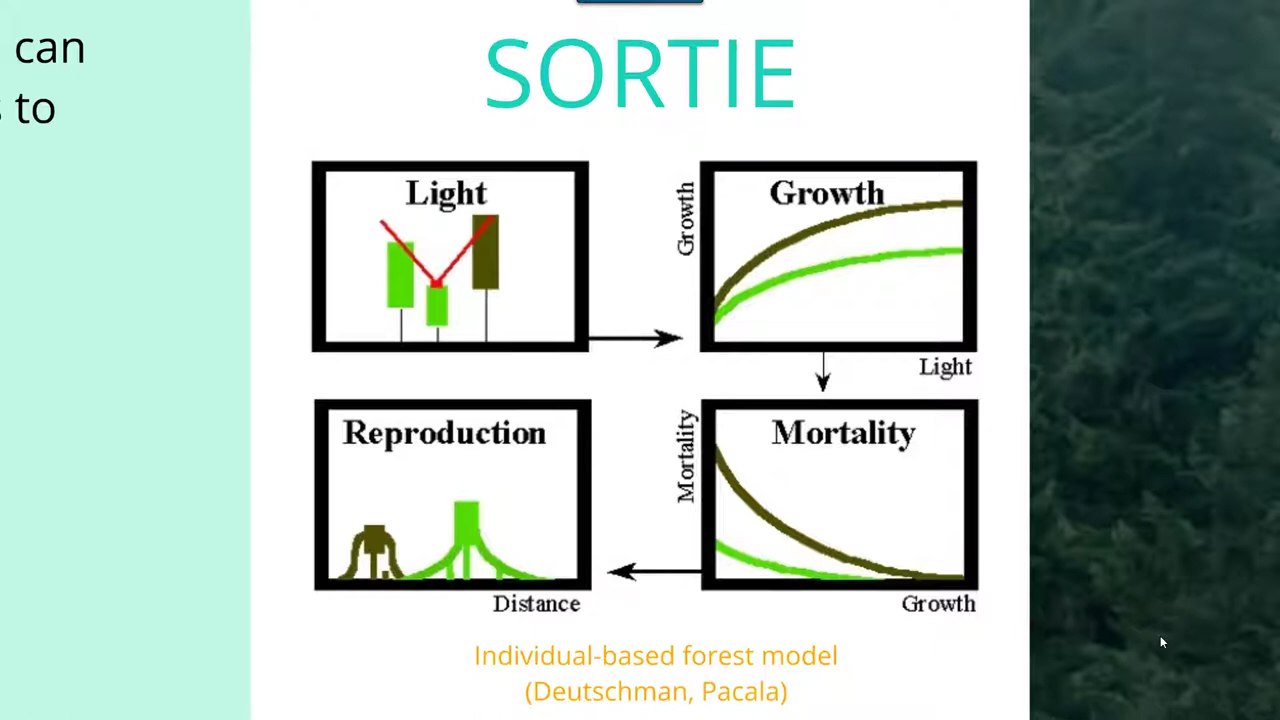 can
to
SORTIE
Light
Growth
Growth
Light
Reproduction
Distance
Mortality
Mortality
Growth
Individual-based forest model
(Deutschman, Pacala)